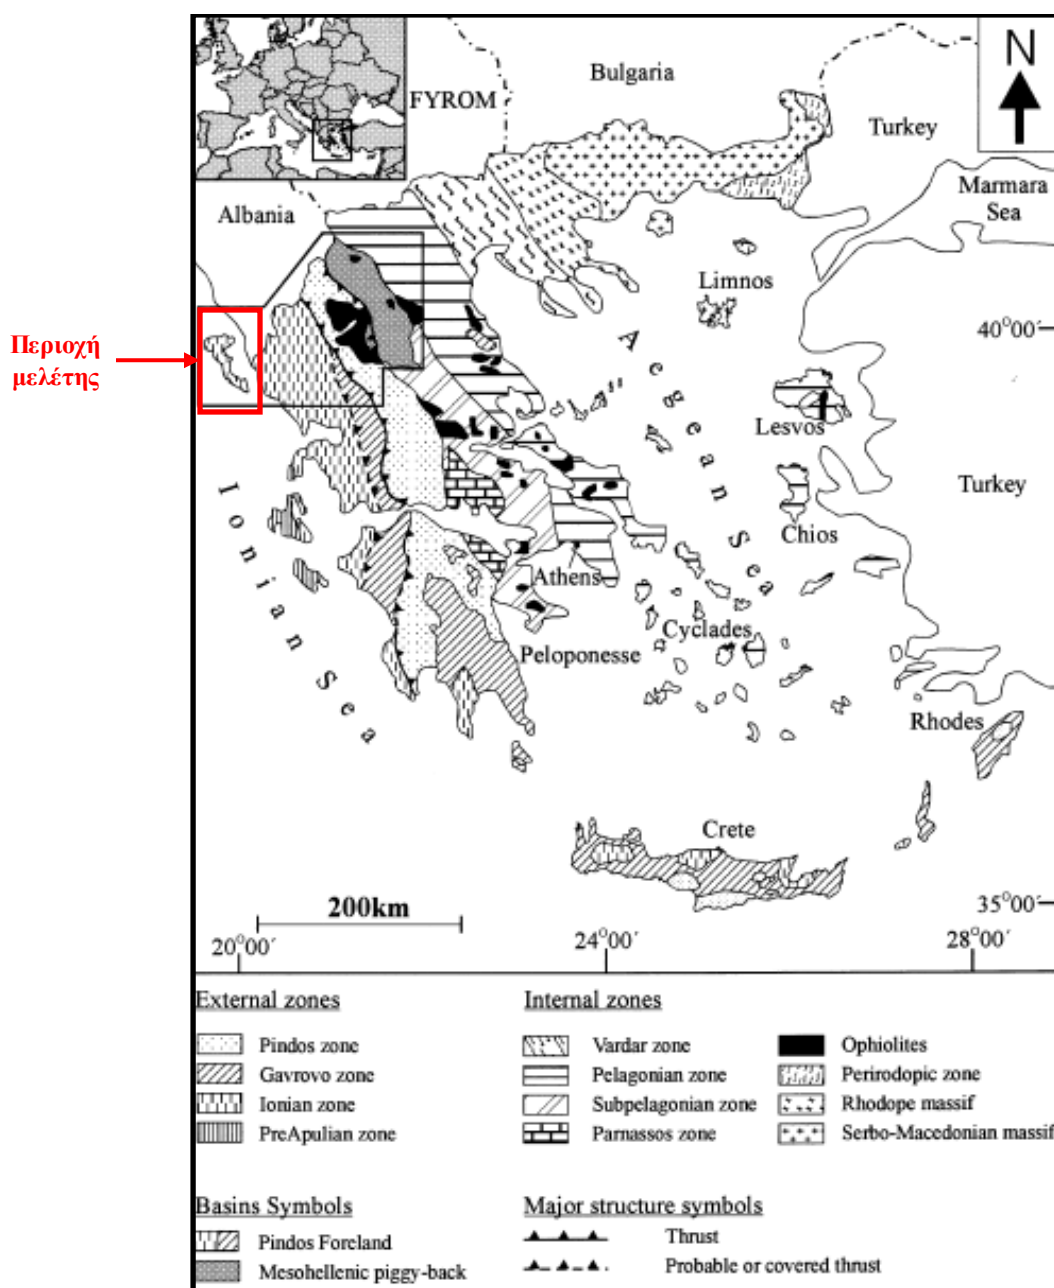 N
Bulgaria
FYROM
Turkey
Marmara
Sea
Albania
Limnos
40°00′
Περιοχή
μελέτης
Aegean Sea
Lesvos
Turkey
Ionian Sea
Chios
Athens
Cyclades
Peloponesse
Rhodes
Crete
200km
35°00′
20°00′
24°00′
28°00′
External zones
Pindos zone
Gavrovo zone
Ionian zone
PreApulian zone
Internal zones
Vardar zone
Pelagonian zone
Subpelagonian zone
Parnassos zone
Ophiolites
Perirodopic zone
Rhodope massif
Serbo-Macedonian massif
Basins Symbols
Pindos Foreland
Mesohellenic piggy-back
Major structure symbols
Thrust
Probable or covered thrust